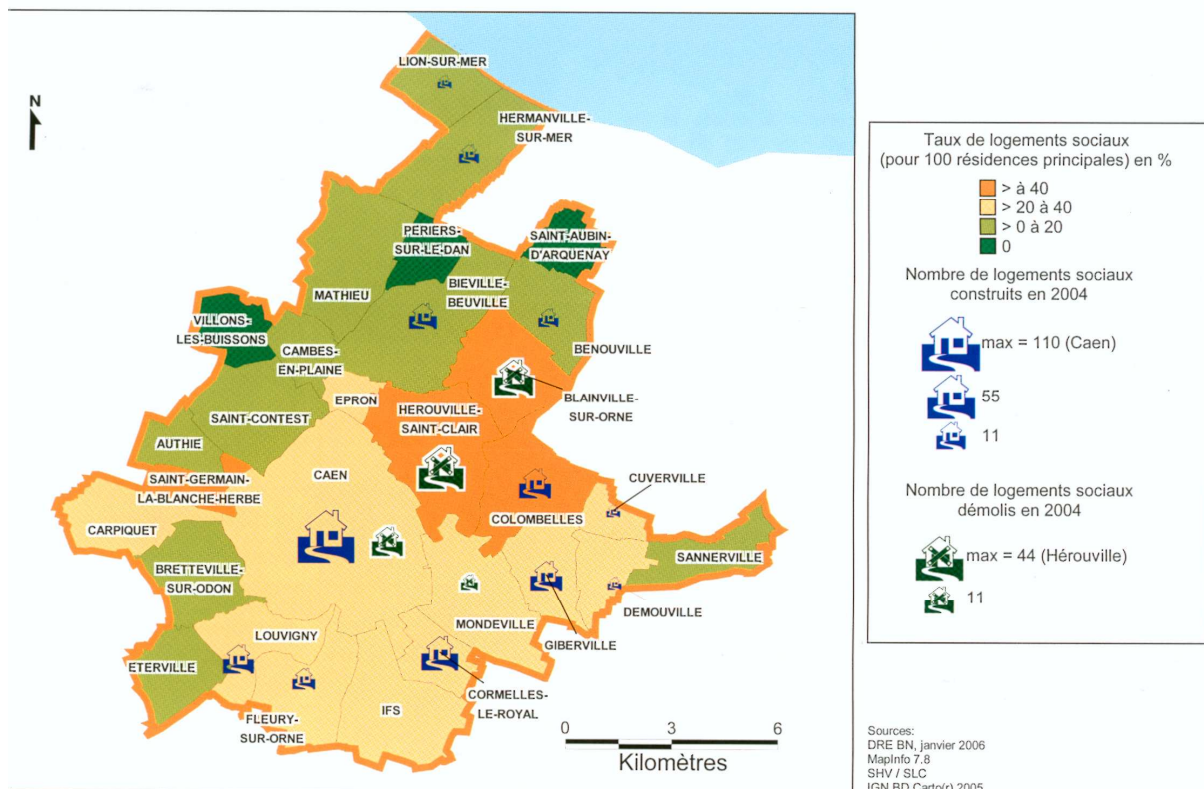 N
LION-SUR-MER
HERMANVILLE-
SUR-MER
PERIERS-
SUR-LE-DAN
SAINT-AUBIN-
D'ARQUENAY
MATHIEU
BIEVILLE-
BEUVILLE
VILLONS-
LES-BUISSONS
CAMBES-
EN-PLAINE
BENOUVILLE
EPRON
BLAINVILLE-
SUR-ORNE
HEROUVILLE-
SAINT-CLAIR
SAINT-CONTEST
AUTHIE
CAEN
SAINT-GERMAIN-
LA-BLANCHE-HERBE
CUVERVILLE
CARPIQUET
COLOMBELLES
SANNERVILLE
BRETTEVILLE-
SUR-ODON
DEMOUVILLE
MONDEVILLE
GIBERVILLE
LOUVIGNY
ETERVILLE
CORMELLES-
LE-ROYAL
IFS
FLEURY-
SUR-ORNE
0 3 6
Kilomètres
Taux de logements sociaux
(pour 100 résidences principales) en %
> à 40
> 20 à 40
> 0 à 20
0
Nombre de logements sociaux
construits en 2004
max = 110 (Caen)
55
11
Nombre de logements sociaux
démolis en 2004
max = 44 (Hérouville)
11
Sources:
DRE BN, janvier 2006
MapInfo 7.8
SHV / SLC
IGN BD Carto(r) 2005